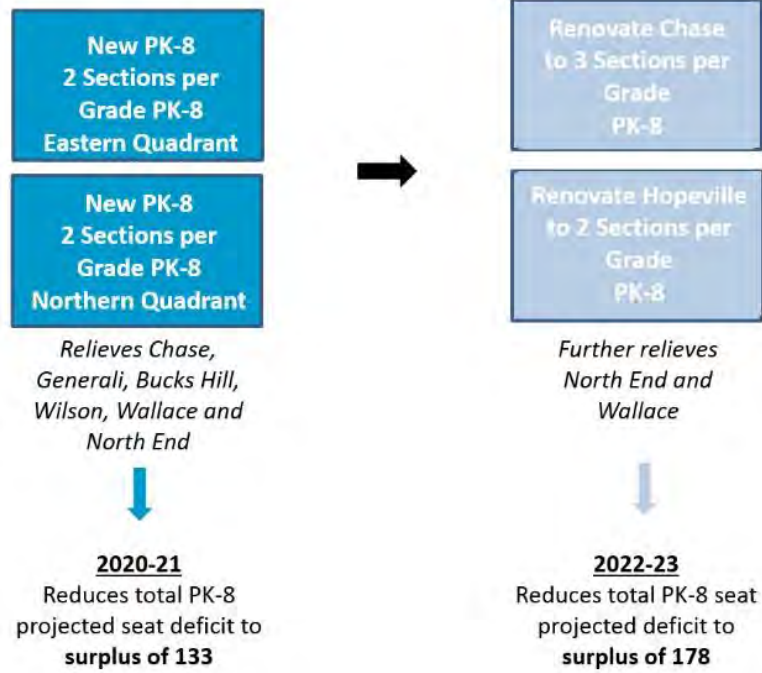 New PK-8
2 Sections per
Grade PK-8
Eastern Quadrant
New PK-8
2 Sections per
Grade PK-8
Northern Quadrant
Relieves Chase,
Generali, Bucks Hill,
Wilson, Wallace and
North End
2020-21
Reduces total PK-8
projected seat deficit to
surplus of 133
Renovate Chase
to 3 Sections per
Grade
PK-8
Renovate Hopeville
to 2 Sections per
Grade
PK-8
Further relieves
North End and
Wallace
2022-23
Reduces total PK-8 seat
projected deficit to
surplus of 178